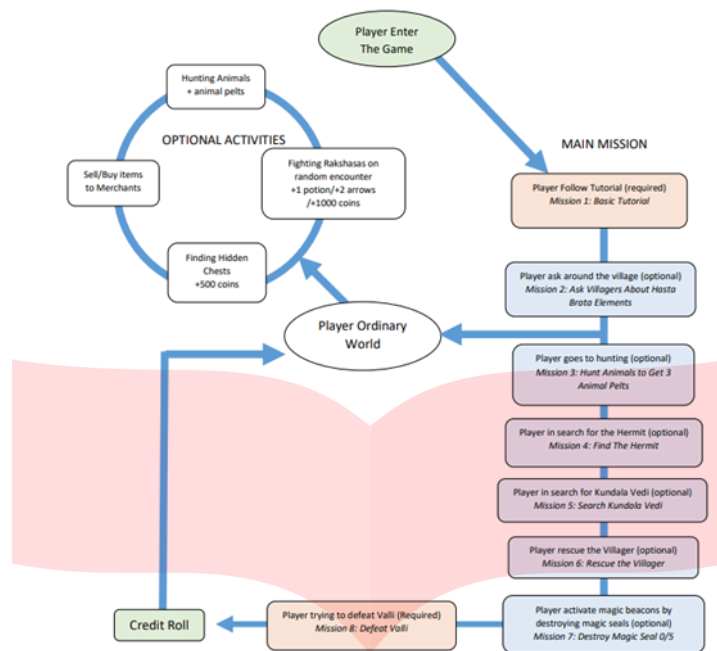 Player Enter
The Game
Hunting Animals
+ animal pelts
OPTIONAL ACTIVITIES
Sell/Buy items
to Merchants
Fighting Rakshasas on
random encounter
+1 potion/+2 arrows
/+1000 coins
Finding Hidden
Chests
+500 coins
Player Ordinary
World
MAIN MISSION
Player Follow Tutorial (required)
Mission 1: Basic Tutorial
Player ask around the village (optional)
Mission 2: Ask Villagers About Hasta
Brata Elements
Player goes to hunting (optional)
Mission 3: Hunt Animals to Get 3
Animal Pelts
Player in search for the Hermit (optional)
Mission 4: Find The Hermit
Player in search for Kundala Vedi (optional)
Mission 5: Search Kundala Vedi
Player rescue the Villager (optional)
Mission 6: Rescue the Villager
Player activate magic beacons by
destroying magic seals (optional)
Mission 7: Destroy Magic Seal 0/5
Player trying to defeat Valli (Required)
Mission 8: Defeat Valli
Credit Roll